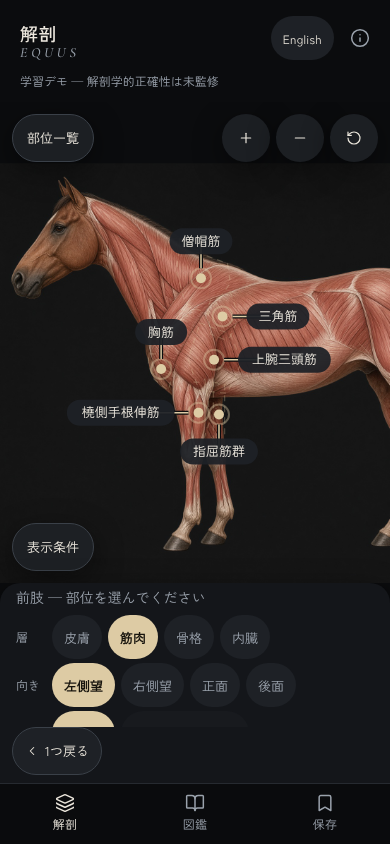 解剖
EQUUS
English
学習デモ — 解剖学的正確性は未監修
部位一覧
僧帽筋
三角筋
胸筋
上腕三頭筋
橈側手根伸筋
指屈筋群
表示条件
前肢 — 部位を選んでください
層 皮膚 筋肉 骨格 内臓
向き 左側望 右側望 正面 後面
1つ戻る
解剖 図鑑 保存